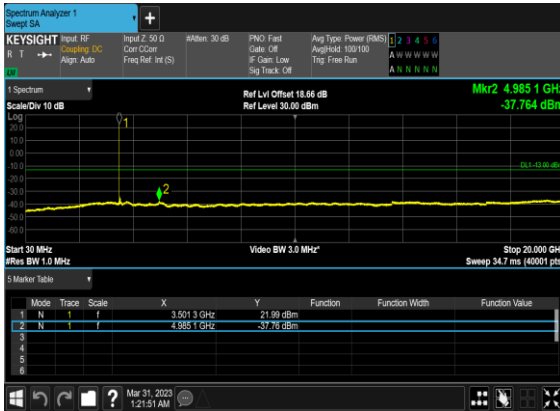 Spectrum Analyzer 1
Swept SA
KEYSIGHT Input: RF Input Z: 50 Ω #Atten: 30 dB PNO: Fast Avg Type: Power (RMS) 1 2 3 4 5 6
R T Coupling: DC Corr CCorr Gate: Off Avg|Hold: 100/100 A W W W W W
Align: Auto Freq Ref: Int (S) IF Gain: Low Trig: Free Run
Sig Track: Off A N N N N N
1 Spectrum Ref Lvl Offset 18.66 dB Mkr2 4.985 1 GHz
Scale/Div 10 dB Ref Level 30.00 dBm -37.764 dBm
Log
20.0
10.0
0.00
-10.0
DL1 -13.00 dBm
-20.0
-30.0
-40.0
-50.0
-60.0
1
2
Start 30 MHz Video BW 3.0 MHz* Stop 20.000 GH
#Res BW 1.0 MHz Sweep 34.7 ms (40001 pts
5 Marker Table
Mode Trace Scale X Y Function Function Width Function Value
1 N 1 f 3.501 3 GHz 21.99 dBm
2 N 1 f 4.985 1 GHz -37.76 dBm
3
4
5
6
Mar 31, 2023
1:21:51 AM